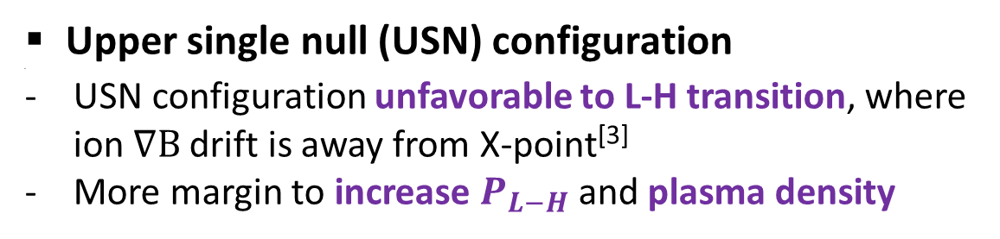 ▪ Upper single null (USN) configuration
- USN configuration unfavorable to L-H transition, where
ion ∇B drift is away from X-point[3]
- More margin to increase P_{L−H} and plasma density